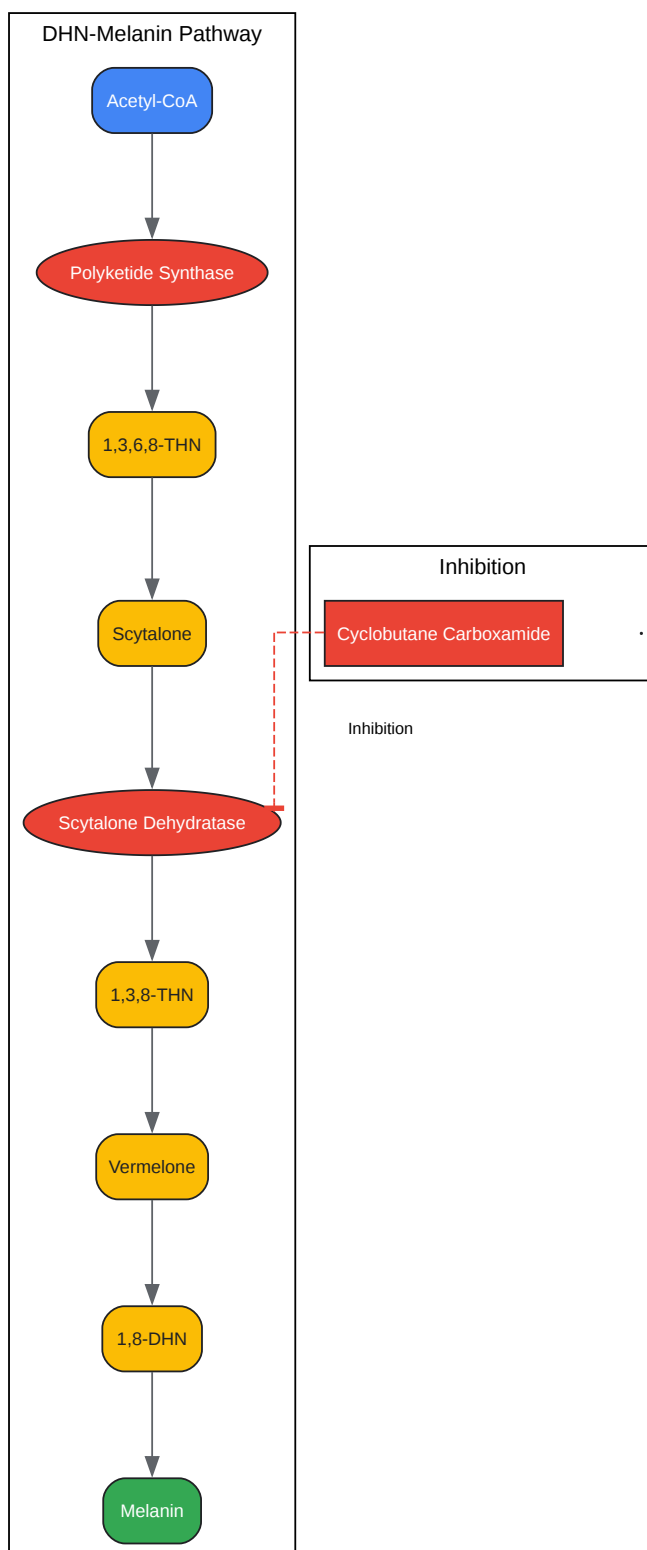 DHN-Melanin Pathway
Acetyl-CoA
Polyketide Synthase
1,3,6,8-THN
Scytalone
Scytalone Dehydratase
1,3,8-THN
Vermelone
1,8-DHN
Melanin
Inhibition
Cyclobutane Carboxamide
.
Inhibition